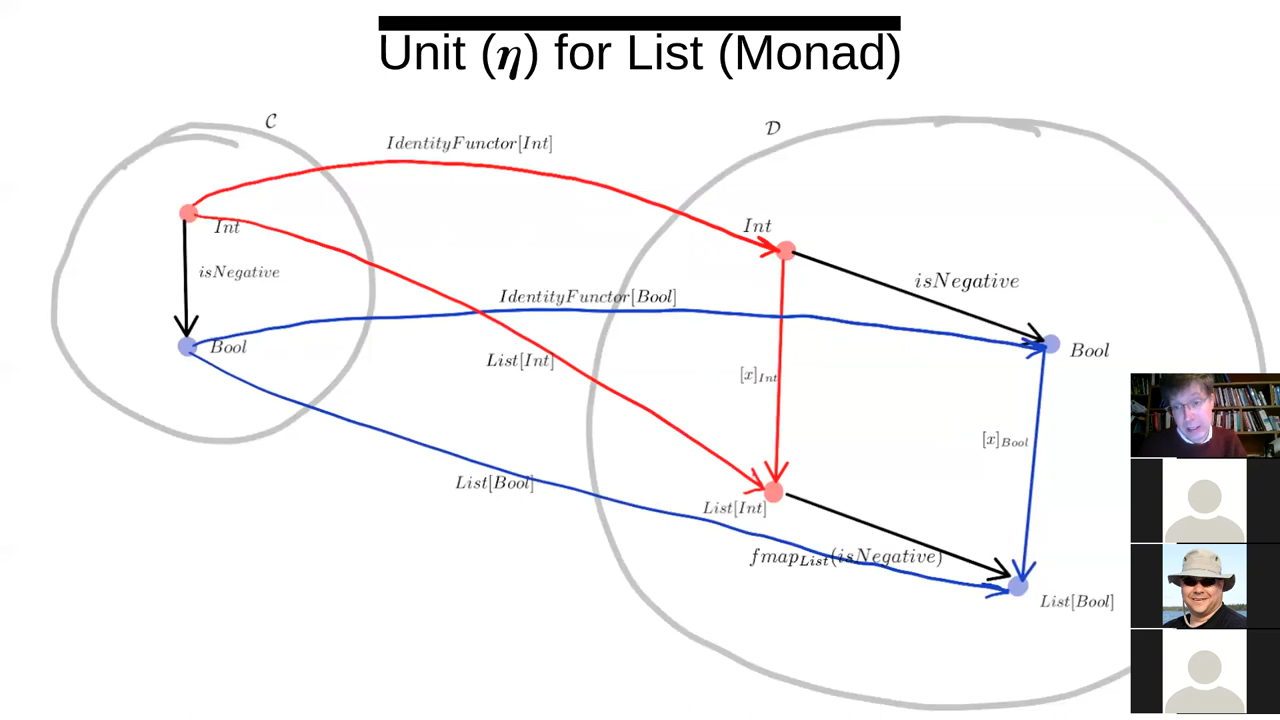 Unit (η) for List (Monad)
𝒞
𝒟
IdentityFunctor[Int]
Int
Int
isNegative
isNegative
IdentityFunctor[Bool]
Bool
Bool
List[Int]
[x]Int
[x]Bool
List[Bool]
List[Int]
fmapList(isNegative)
List[Bool]